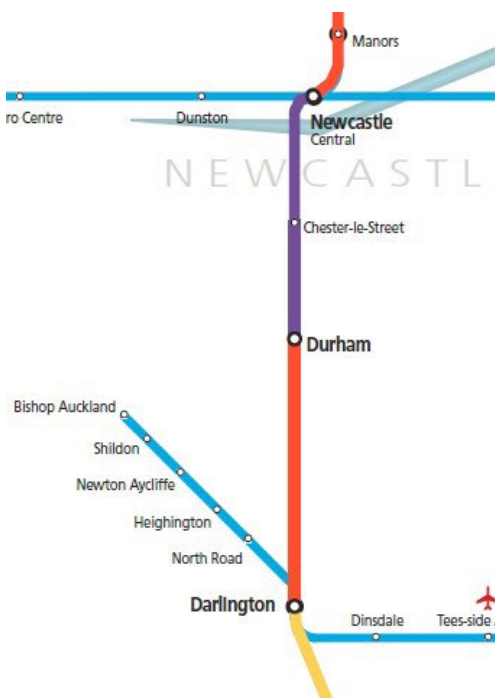 Manors
ro Centre
Dunston
Newcastle
Central
NEWCASTL
Chester-le-Street
Durham
Bishop Auckland
Shildon
Newton Aycliffe
Heighington
North Road
Darlington
Dinsdale
Tees-side